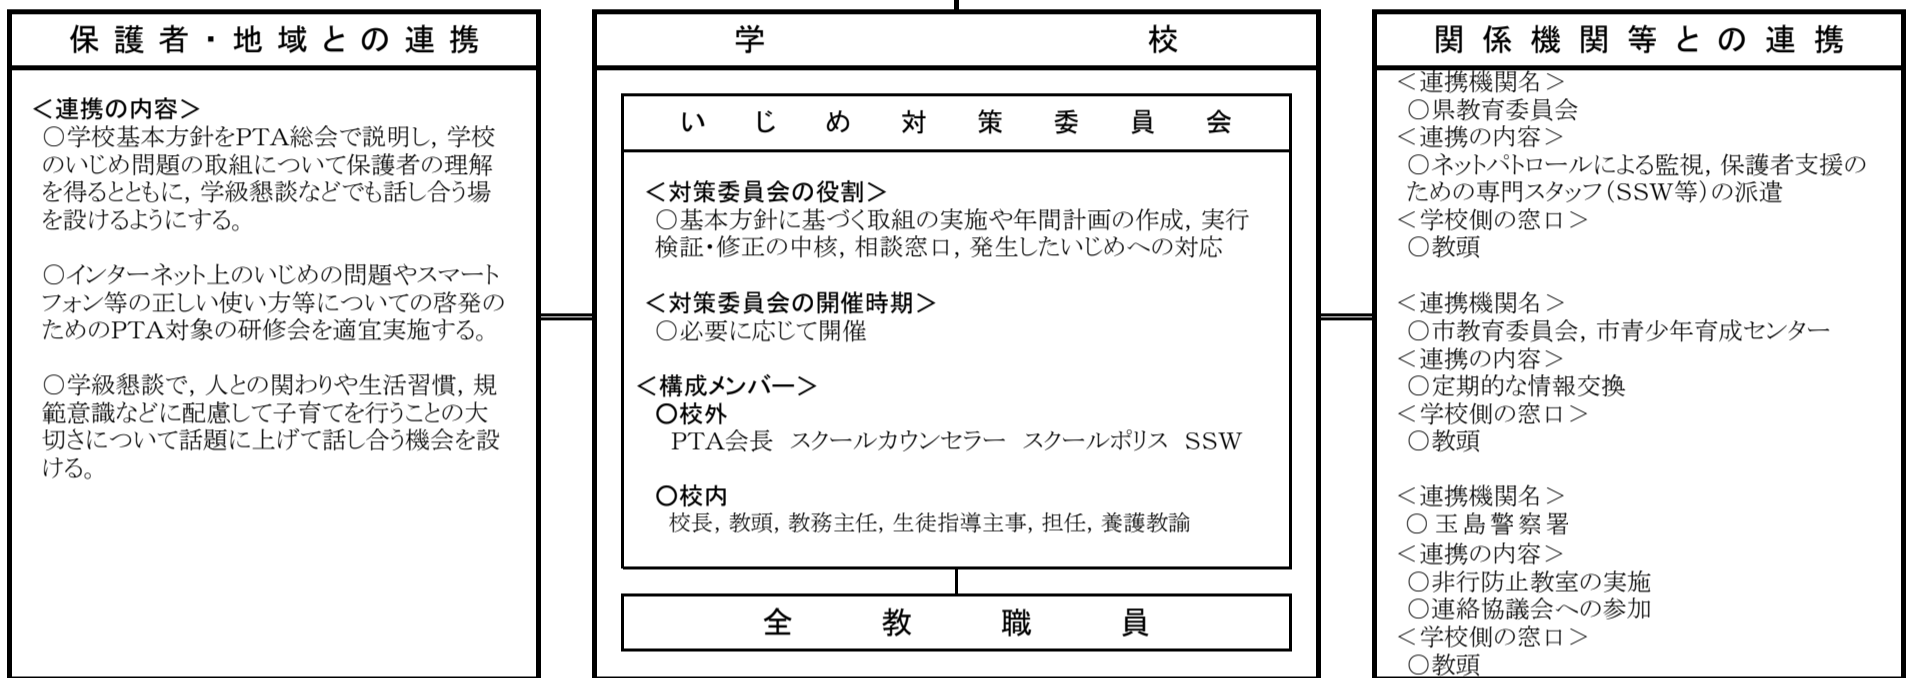 保護者・地域との連携
＜連携の内容＞
○学校基本方針をPTA総会で説明し，学校
のいじめ問題の取組について保護者の理解
を得るとともに，学級懇談などでも話し合う場
を設けるようにする。
○インターネット上のいじめの問題やスマート
フォン等の正しい使い方等についての啓発の
ためのPTA対象の研修会を適宜実施する。
○学級懇談で，人との関わりや生活習慣，規
範意識などに配慮して子育てを行うことの大
切さについて話題に上げて話し合う機会を設
ける。
学校
いじめ対策委員会
＜対策委員会の役割＞
○基本方針に基づく取組の実施や年間計画の作成，実行
検証・修正の中核，相談窓口，発生したいじめへの対応
＜対策委員会の開催時期＞
○必要に応じて開催
＜構成メンバー＞
○校外
PTA会長 スクールカウンセラー スクールポリス SSW
○校内
校長，教頭，教務主任，生徒指導主事，担任，養護教諭
全教職員
関係機関等との連携
＜連携機関名＞
○県教育委員会
＜連携の内容＞
○ネットパトロールによる監視，保護者支援の
ための専門スタッフ（SSW等）の派遣
＜学校側の窓口＞
○教頭
＜連携機関名＞
○市教育委員会，市青少年育成センター
＜連携の内容＞
○定期的な情報交換
＜学校側の窓口＞
○教頭
＜連携機関名＞
○玉島警察署
＜連携の内容＞
○非行防止教室の実施
○連絡協議会への参加
＜学校側の窓口＞
○教頭